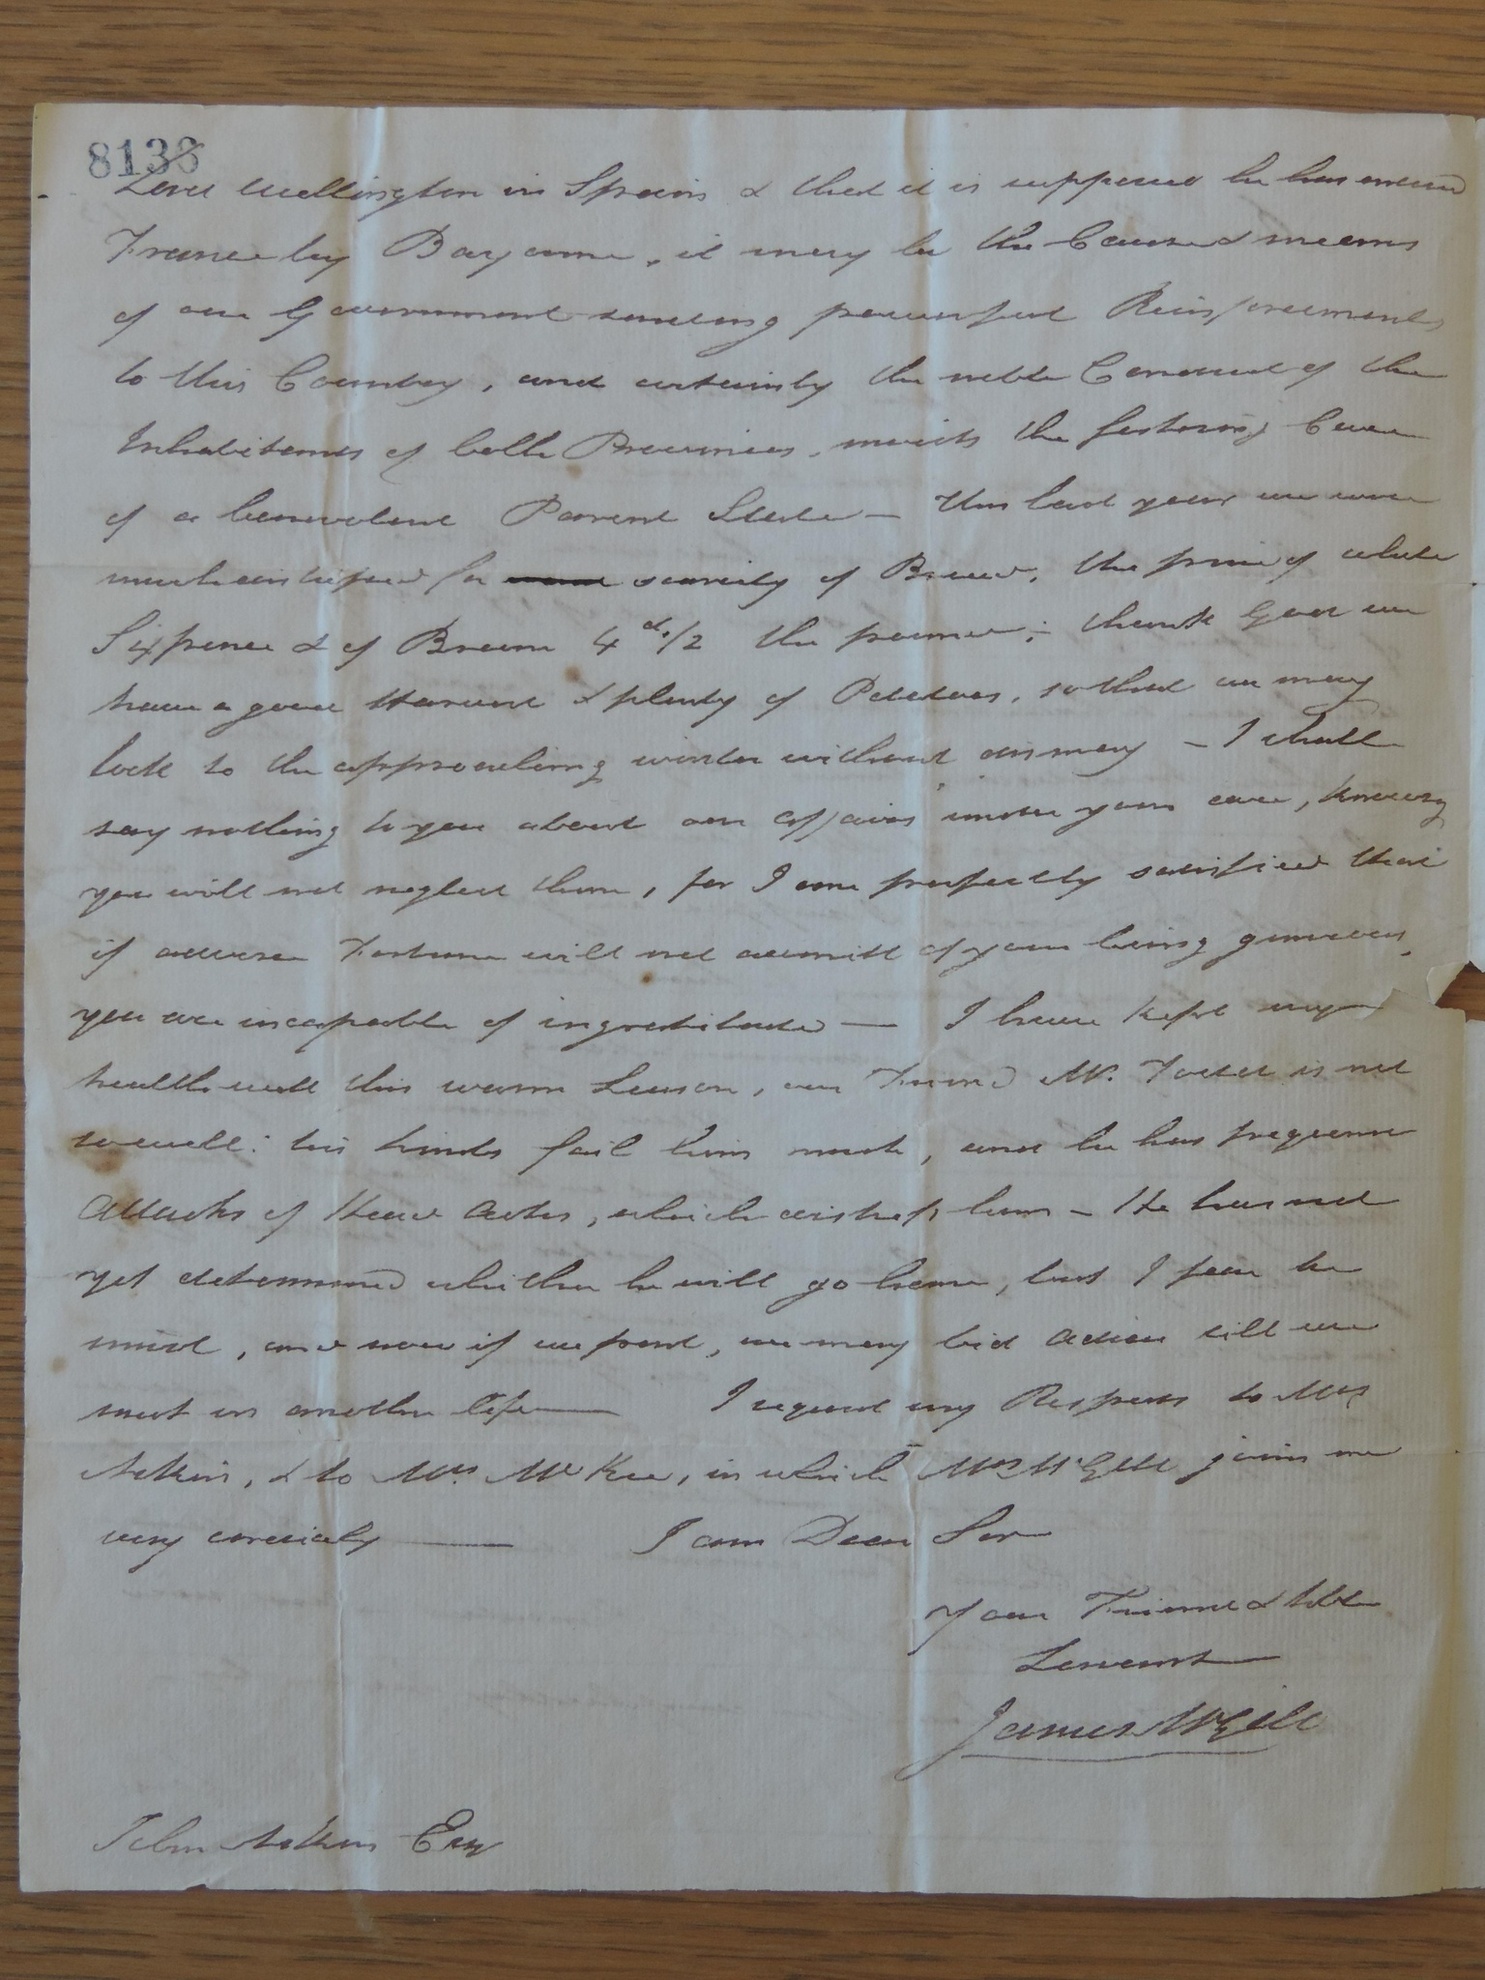 8133
Lord Wellington in Spain & that it is supposed he has entered
France by Bayonne, it may be the Cause & means
of our Government sending powerful Reinforcements
to this Country, and certainly the noble Conduct of the
Inhabitants of both Provinces, merits the fostering Care
of a benevolent Parent State — This last year we were
much distressed for scarcity of Bread, the price of white
Sixpence & of Brown 4d.1/2 the pound; thank God we
have a good Harvest & plenty of Potatoes, so that we may
look to the approaching winter without dismay — I shall
say nothing to you about our affairs under your care, knowing
you will not neglect them, for I am perfectly satisfied that
if adverse Fortune will not admitt of your being generous,
you are incapable of ingratitude — I have kept my
health well this warm Season, our Friend Mr. is not
so well: his hinds fail him much, and he has frequent
Attacks of Head Aches, which distress him — He has not
yet determined whither he will go home, but I fear he
must, and now if we part, we may bid adieu till we
meet in another life — I request my Respects to Mrs
Askin, & to Mrs. McKee, in which Mrs McGill joins me
very cordialy — I am Dear Sir
Your Friend & hble
Servant
James McGill
John Askin Esq